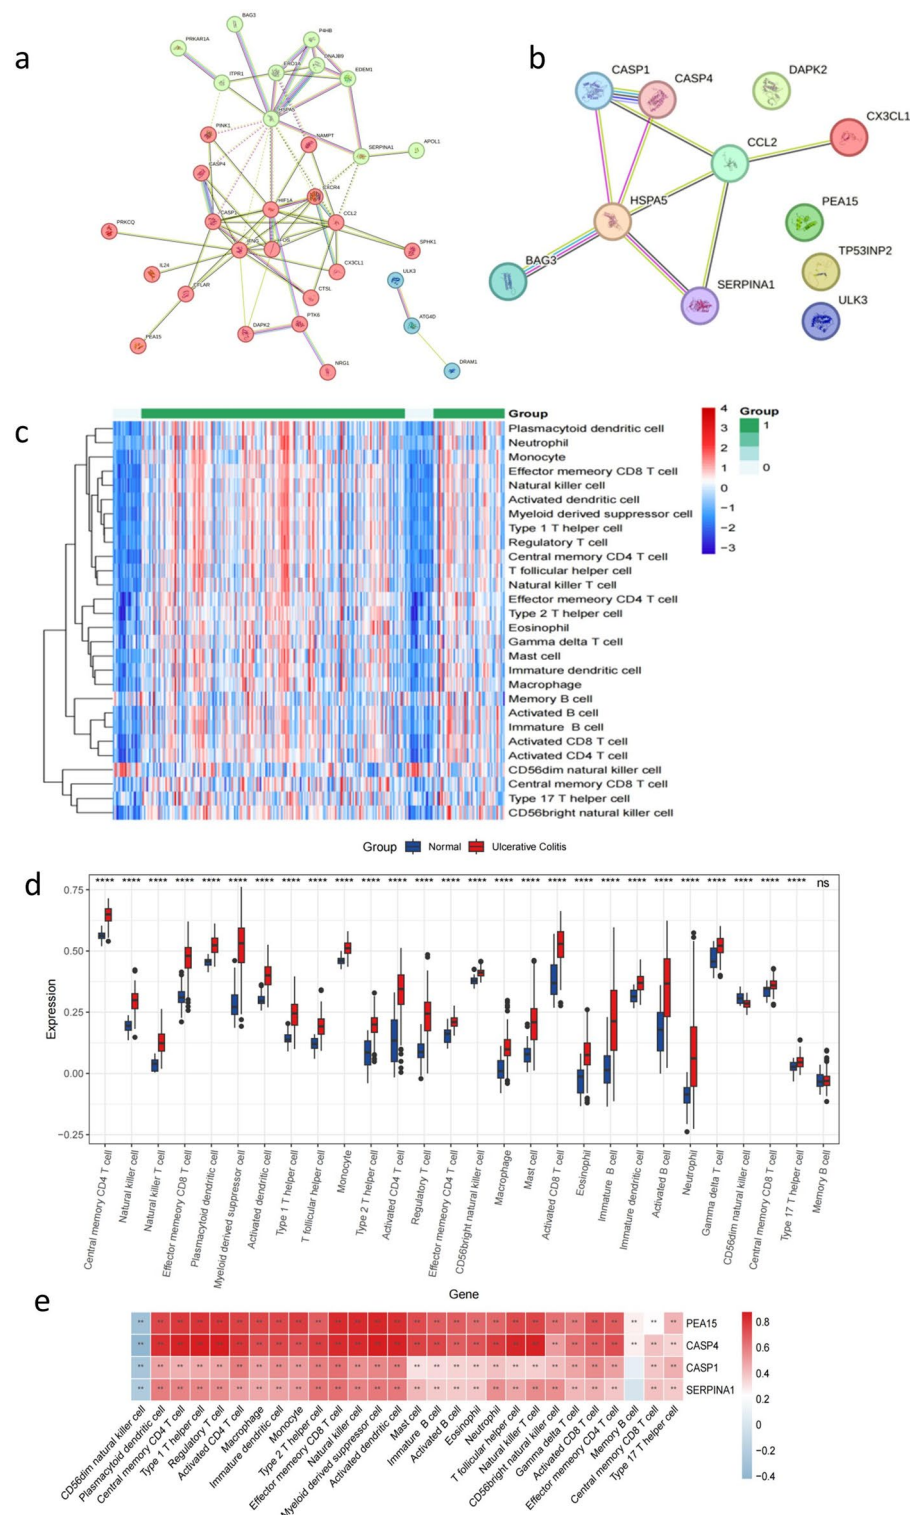 a
BAG3
PRKAR1A
P4HB
DNAJB9
ERO1A
EDEM1
ITPR1
HSPA5
PINK1
NAMPT
SERPINA1
APOL1
CASP4
CXCR4
HIF1A
CASP1
CCL2
PRKCQ
IFNG
FOS
SPHK1
IL24
CX3CL1
ULK3
CFLAR
CTSL
PTK6
ATG4D
DAPK2
PEA15
NRG1
DRAM1
b
CASP1
CASP4
DAPK2
CX3CL1
CCL2
HSPA5
PEA15
BAG3
TP53INP2
SERPINA1
ULK3
c
Group
Plasmacytoid dendritic cell
Neutrophil
Monocyte
Effector memeory CD8 T cell
Natural killer cell
Activated dendritic cell
Myeloid derived suppressor cell
Type 1 T helper cell
Regulatory T cell
Central memory CD4 T cell
T follicular helper cell
Natural killer T cell
Effector memeory CD4 T cell
Type 2 T helper cell
Eosinophil
Gamma delta T cell
Mast cell
Immature dendritic cell
Macrophage
Memory B cell
Activated B cell
Immature  B cell
Activated CD8 T cell
Activated CD4 T cell
CD56dim natural killer cell
Central memory CD8 T cell
Type 17 T helper cell
CD56bright natural killer cell
4
3
2
1
0
−1
−2
−3
Group
1
0
Group Normal Ulcerative Colitis
d
**** **** **** **** **** **** **** **** **** **** **** **** **** **** **** **** **** **** **** **** **** **** **** **** **** **** **** ns
Expression
0.75
0.50
0.25
0.00
−0.25
Central memory CD4 T cell
Natural killer cell
Natural killer T cell
Effector memeory CD8 T cell
Plasmacytoid dendritic cell
Myeloid derived suppressor cell
Activated dendritic cell
Type 1 T helper cell
T follicular helper cell
Monocyte
Type 2 T helper cell
Activated CD4 T cell
Regulatory T cell
Effector memeory CD4 T cell
CD56bright natural killer cell
Macrophage
Mast cell
Activated CD8 T cell
Eosinophil
Immature B cell
Immature dendritic cell
Activated B cell
Neutrophil
Gamma delta T cell
CD56dim natural killer cell
Central memory CD8 T cell
Type 17 T helper cell
Memory B cell
Gene
e
PEA15
CASP4
CASP1
SERPINA1
0.8
0.6
0.4
0.2
0
−0.2
−0.4
CD56dim natural killer cell
Plasmacytoid dendritic cell
Central memory CD4 T cell
Type 1 T helper cell
Regulatory T cell
Activated CD4 T cell
Macrophage
Immature dendritic cell
Monocyte
Type 2 T helper cell
Effector memory CD8 T cell
Natural killer cell
Myeloid derived suppressor cell
Activated dendritic cell
Mast cell
Immature B cell
Activated B cell
Eosinophil
Neutrophil
T follicular helper cell
Natural killer T cell
CD56bright natural killer cell
Gamma delta T cell
Activated CD8 T cell
Effector memory CD4 T cell
Memory B cell
Central memory CD8 T cell
Type 17 T helper cell